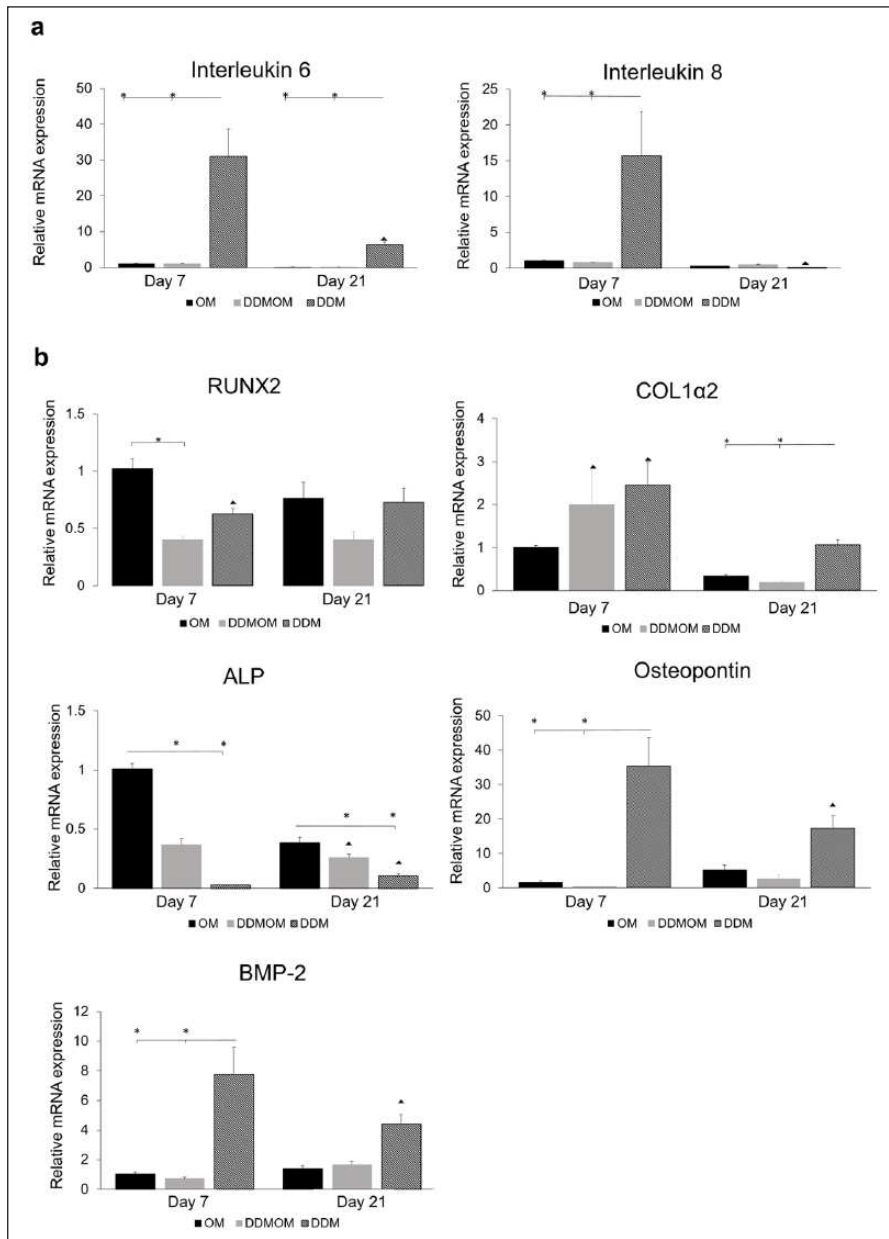 a
Interleukin 6
Relative mRNA expression
50
40
30
20
10
0
* * * *
Day 7 Day 21
OM DDMOM DDM
Interleukin 8
Relative mRNA expression
25
20
15
10
5
0
* *
Day 7 Day 21
OM DDMOM DDM
b
RUNX2
Relative mRNA expression
1.5
1
0.5
0
*
Day 7 Day 21
OM DDMOM DDM
COL1α2
Relative mRNA expression
4
3
2
1
0
* *
Day 7 Day 21
OM DDMOM DDM
ALP
Relative mRNA expression
1.5
1
0.5
0
* * * *
Day 7 Day 21
OM DDMOM DDM
Osteopontin
Relative mRNA expression
50
40
30
20
10
0
* *
Day 7 Day 21
OM DDMOM DDM
BMP-2
Relative mRNA expression
12
10
8
6
4
2
0
* *
Day 7 Day 21
OM DDMOM DDM